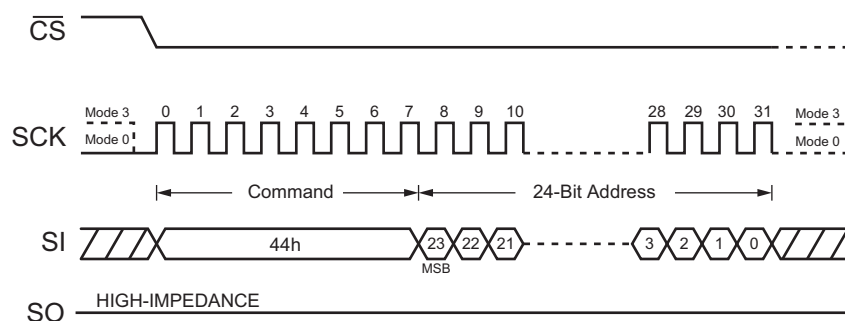 CS
Mode 3 0 1 2 3 4 5 6 7 8 9 10 28 29 30 31 Mode 3
SCK Mode 0 Mode 0
Command 24-Bit Address
SI 44h 23 22 21 3 2 1 0
MSB
SO HIGH-IMPEDANCE